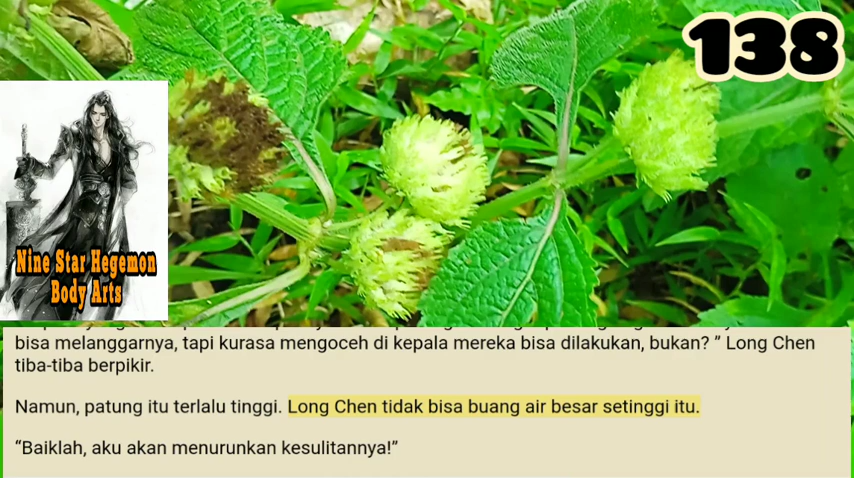 138
Nine Star Hegemon
Body Arts
bisa melanggarnya, tapi kurasa mengoceh di kepala mereka bisa dilakukan, bukan? ” Long Chen
tiba-tiba berpikir.
Namun, patung itu terlalu tinggi. Long Chen tidak bisa buang air besar setinggi itu.
“Baiklah, aku akan menurunkan kesulitannya!”